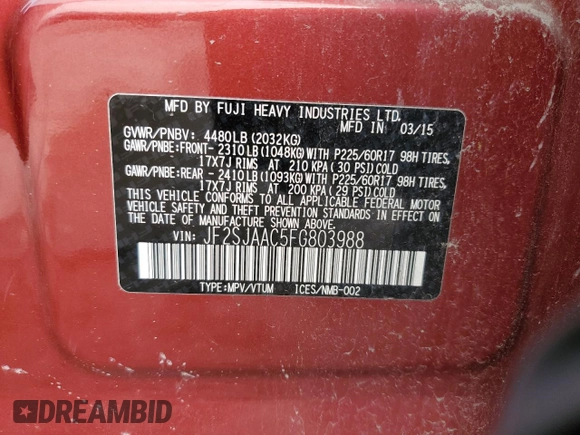 MFD BY FUJI HEAVY INDUSTRIES LTD.
MFD IN 03/15
GVWR/PNBV: 4480LB(2032KG)
GAWR/PNBE:FRONT- 2310LB(1048KG)WITH P225/60R17 98H TIRES,
17X7J RIMS AT 210 KPA (30 PSI)COLD
GAWR/PNBE:REAR - 2410LB(1093KG)WITH P225/60R17 98H TIRES,
17X7J RIMS AT 200 KPA (29 PSI)COLD
THIS VEHICLE CONFORMS TO ALL APPLICABLE FEDERAL MOTOR
VEHICLE SAFETY, BUMPER, AND THEFT PREVENTION STANDARDS
IN EFFECT ON THE DATE OF MANUFACTURE SHOWN ABOVE.
VIN: JF2SJAAC5FG803988
TYPE:MPV/VTUM ICES/NMB-002
DREAMBID